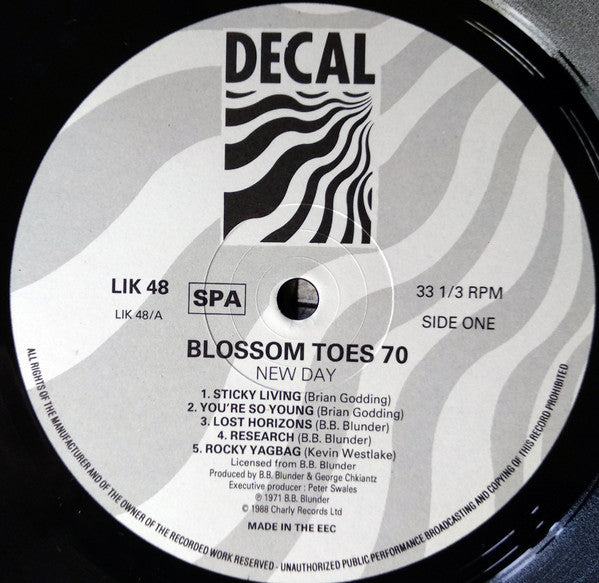 DECAL
LIK 48
LIK 48/A
SPA
33 1/3 RPM
SIDE ONE
BLOSSOM TOES 70
NEW DAY
1. STICKY LIVING (Brian Godding)
2. YOU'RE SO YOUNG (Brian Godding)
3. LOST HORIZONS (B.B. Blunder)
4. RESEARCH (B.B. Blunder)
5. ROCKY YAGBAG (Kevin Westlake)
Licensed from B.B. Blunder
Produced by B.B. Blunder & George Chkiantz
Executive producer : Peter Swales
℗ 1971 B.B. Blunder
© 1988 Charly Records Ltd
MADE IN THE EEC
ALL RIGHTS OF THE MANUFACTURER AND OF THE OWNER OF THE RECORDED WORK RESERVED - UNAUTHORIZED PUBLIC PERFORMANCE BROADCASTING AND COPYING OF THIS RECORD PROHIBITED